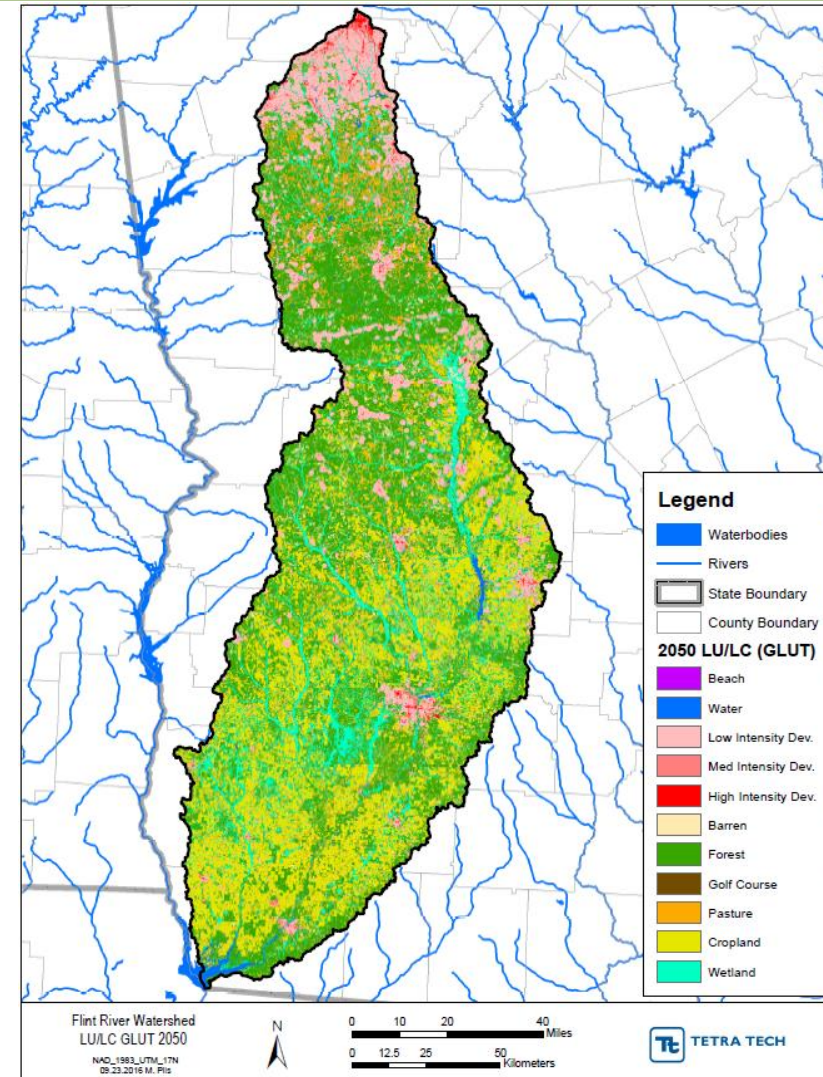 Legend
Waterbodies
Rivers
State Boundary
County Boundary
2050 LU/LC (GLUT)
Beach
Water
Low Intensity Dev.
Med Intensity Dev.
High Intensity Dev.
Barren
Forest
Golf Course
Pasture
Cropland
Wetland
Flint River Watershed
LU/LC GLUT 2050
NAD_1983_UTM_17N
09.23.2016 M. Plis
N
0 10 20 40
Miles
0 12.5 25 50
Kilometers
Tt TETRA TECH